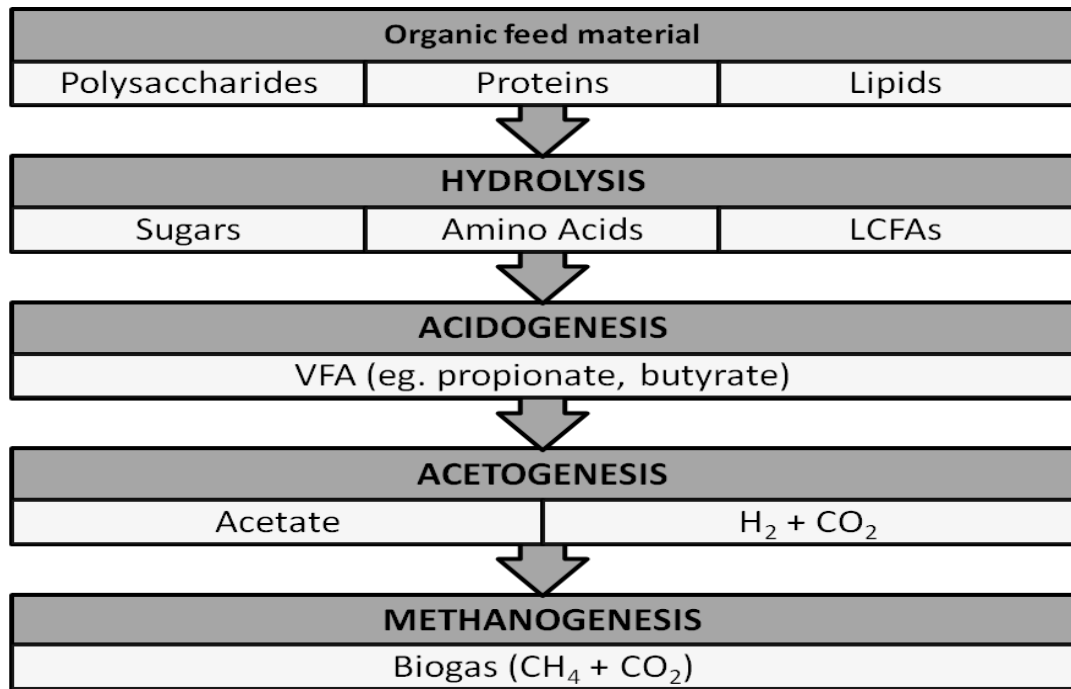 Organic feed material
Polysaccharides Proteins Lipids
HYDROLYSIS
Sugars Amino Acids LCFAs
ACIDOGENESIS
VFA (eg. propionate, butyrate)
ACETOGENESIS
Acetate H₂ + CO₂
METHANOGENESIS
Biogas (CH₄ + CO₂)